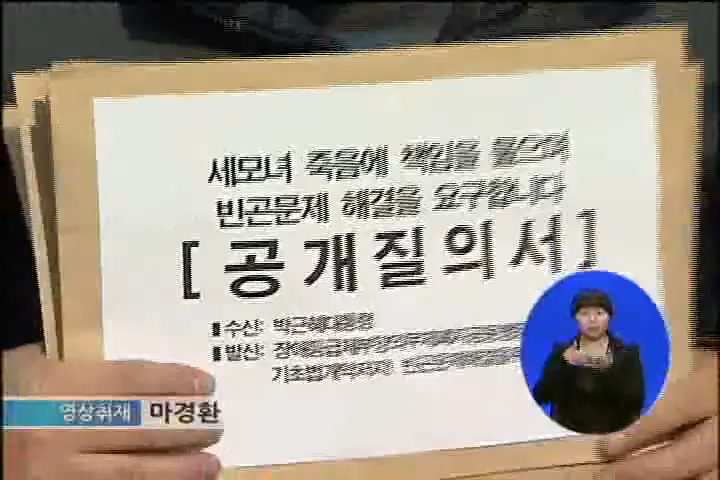 세모녀 죽음에 책임을 물으며
빈곤문제 해결을 요구합니다
[공개질의서]
수신: 박근혜대통령
발신:
영상취재 마경환